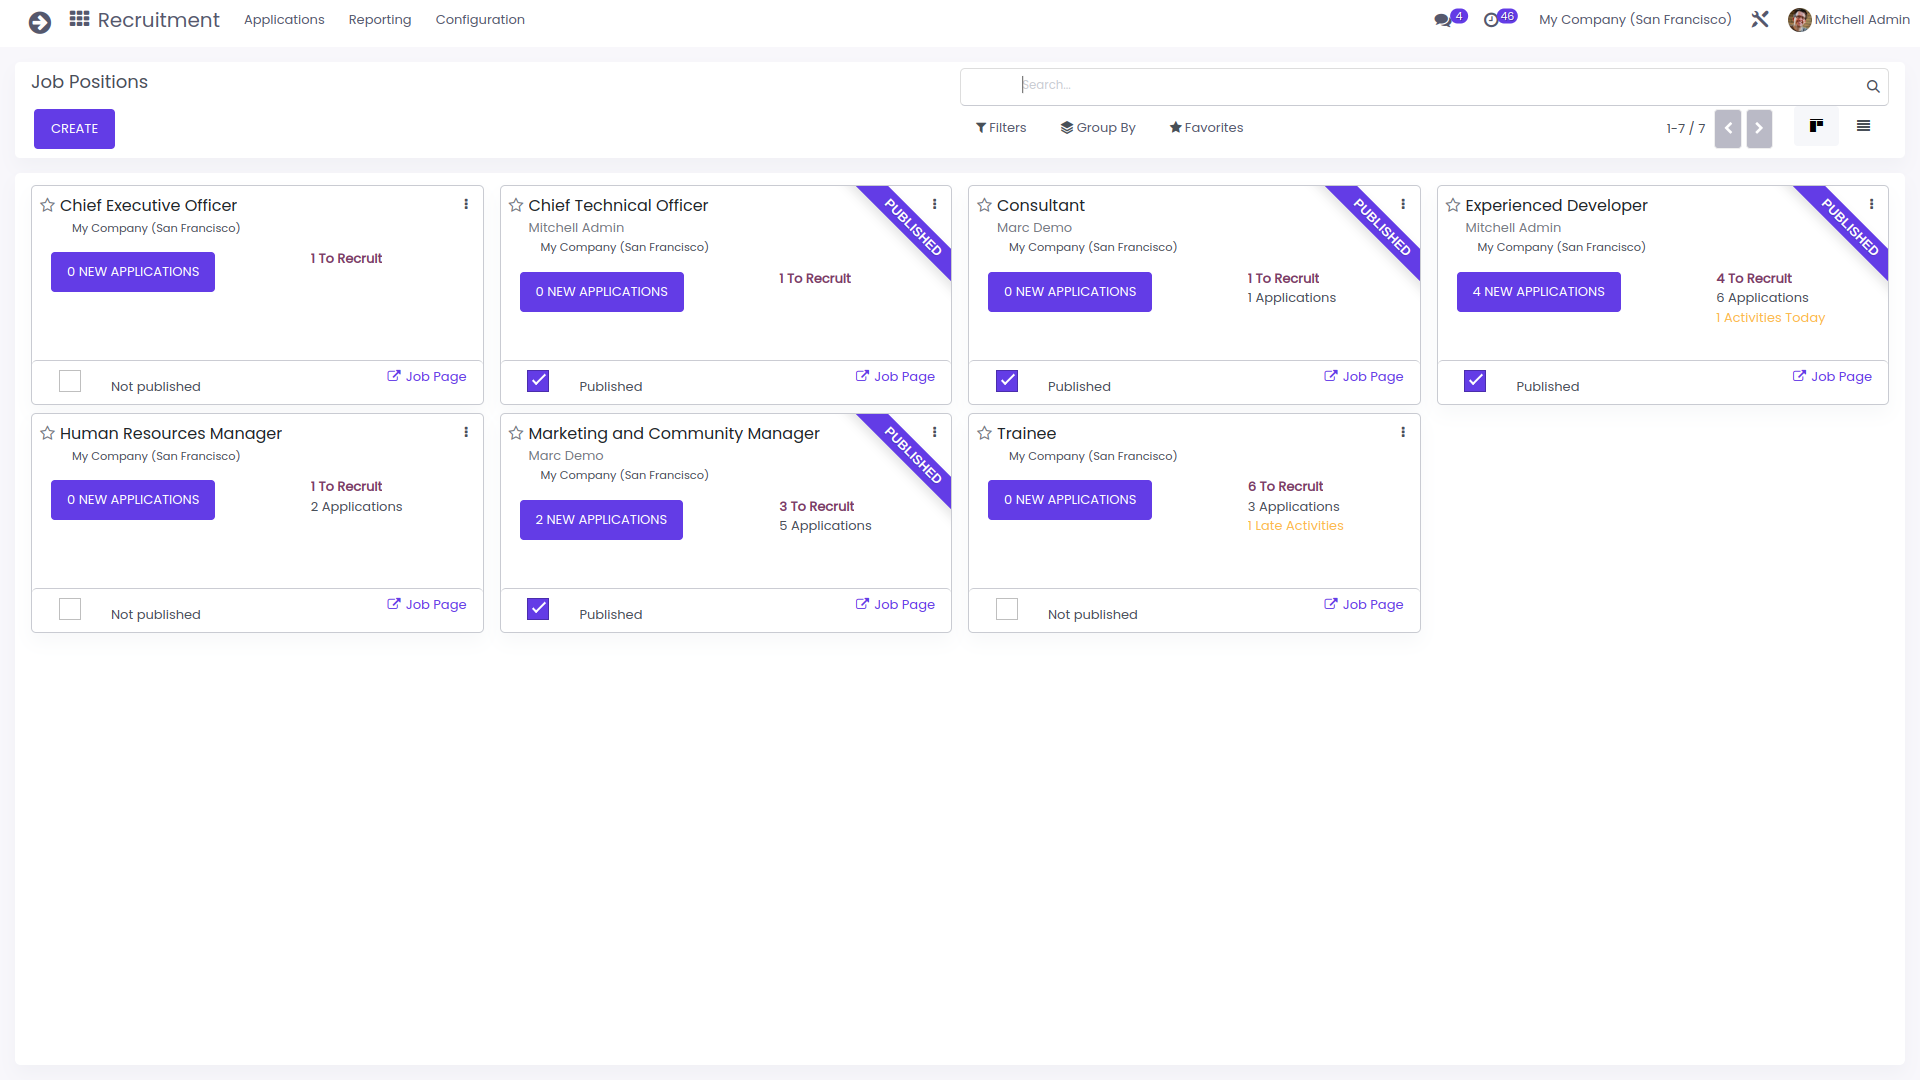 Recruitment Applications Reporting Configuration 4 46 My Company (San Francisco) Mitchell Admin
Job Positions
Search...
CREATE
Filters Group By Favorites 1-7 / 7
Chief Executive Officer
My Company (San Francisco)
0 NEW APPLICATIONS
1 To Recruit
Not published
Job Page
Chief Technical Officer
PUBLISHED
Mitchell Admin
My Company (San Francisco)
0 NEW APPLICATIONS
1 To Recruit
Published
Job Page
Consultant
PUBLISHED
Marc Demo
My Company (San Francisco)
0 NEW APPLICATIONS
1 To Recruit
1 Applications
Published
Job Page
Experienced Developer
PUBLISHED
Mitchell Admin
My Company (San Francisco)
4 NEW APPLICATIONS
4 To Recruit
6 Applications
1 Activities Today
Published
Job Page
Human Resources Manager
My Company (San Francisco)
0 NEW APPLICATIONS
1 To Recruit
2 Applications
Not published
Job Page
Marketing and Community Manager
PUBLISHED
Marc Demo
My Company (San Francisco)
2 NEW APPLICATIONS
3 To Recruit
5 Applications
Published
Job Page
Trainee
My Company (San Francisco)
0 NEW APPLICATIONS
6 To Recruit
3 Applications
1 Late Activities
Not published
Job Page